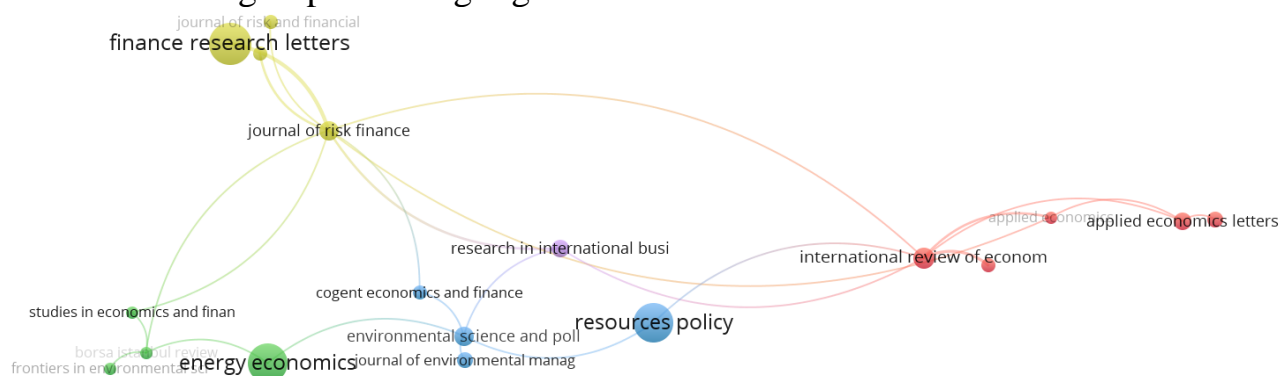 journal of risk and financial
finance research letters
journal of risk finance
applied economics
applied economics letters
research in international busi
international review of econom
cogent economics and finance
studies in economics and finan
resources policy
environmental science and poll
borsa istanbul review
energy economics
journal of environmental manag
frontiers in environmental sci